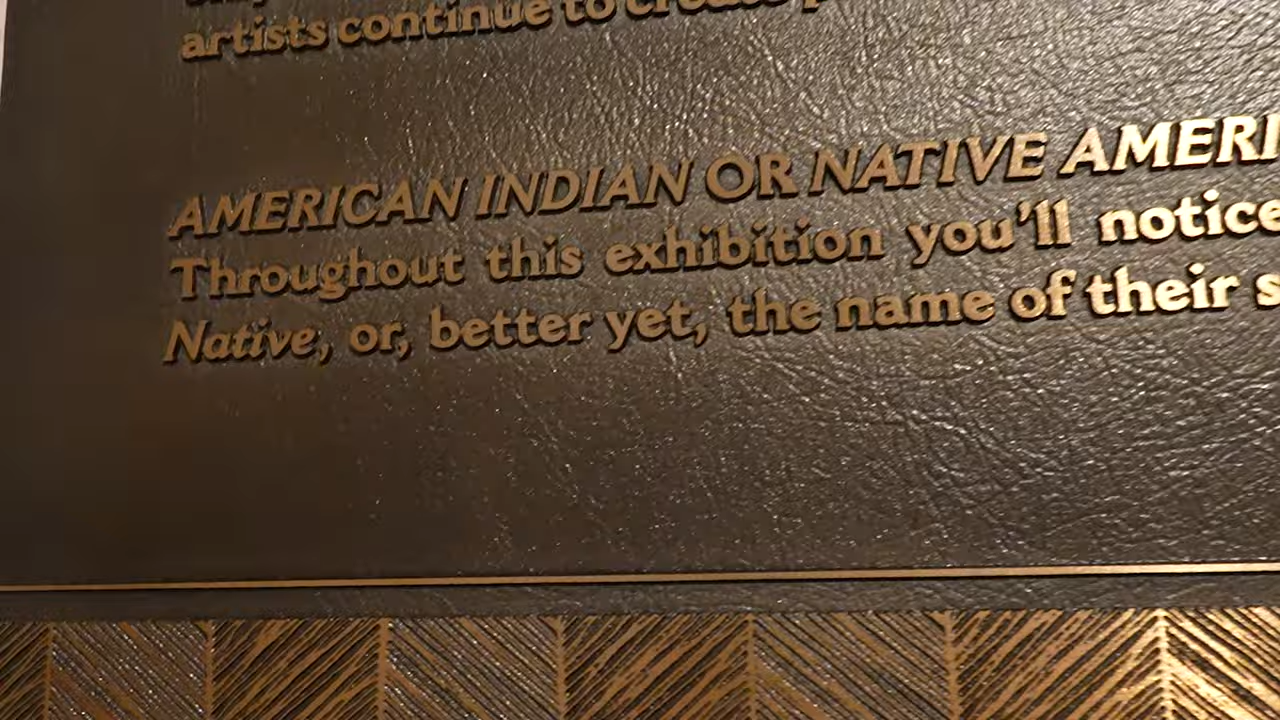 artists continue to create
AMERICAN INDIAN OR NATIVE AMERI
Throughout this exhibition you'll notice
Native, or, better yet, the name of their s